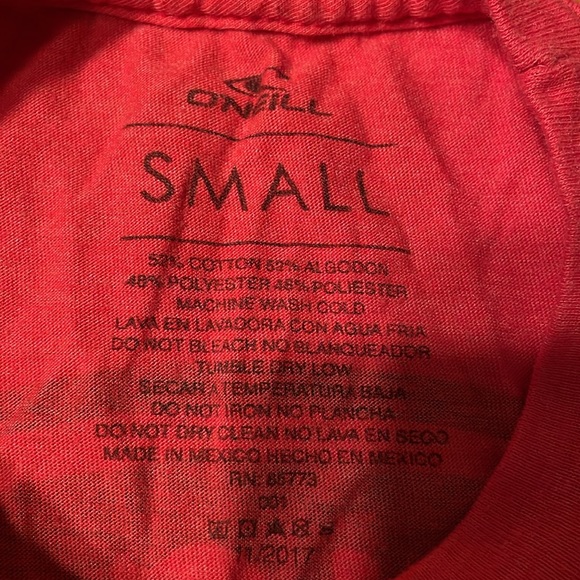 O'NEILL
SMALL
52% COTTON 52% ALGODON
48% POLYESTER 48% POLIESTER
MACHINE WASH COLD
LAVA EN LAVADORA CON AGUA FRIA
DO NOT BLEACH NO BLANQUEADOR
TUMBLE DRY LOW
SECAR A TEMPERATURA BAJA
DO NOT IRON NO PLANCHA
DO NOT DRY CLEAN NO LAVA EN SECO
MADE IN MEXICO HECHO EN MEXICO
RN: 65773
001
11/2017